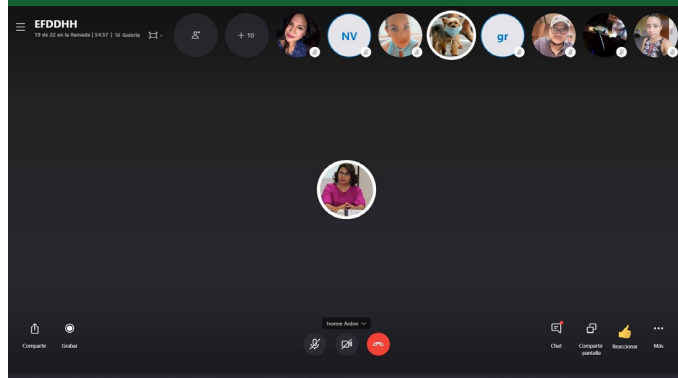 EFDDHH
19 de 22 en la llamada | 54:57 | Galería
+ 10
NV
gr
Ivonne Ardon
Compartir
Grabar
Chat
Compartir pantalla
Reaccionar
Más